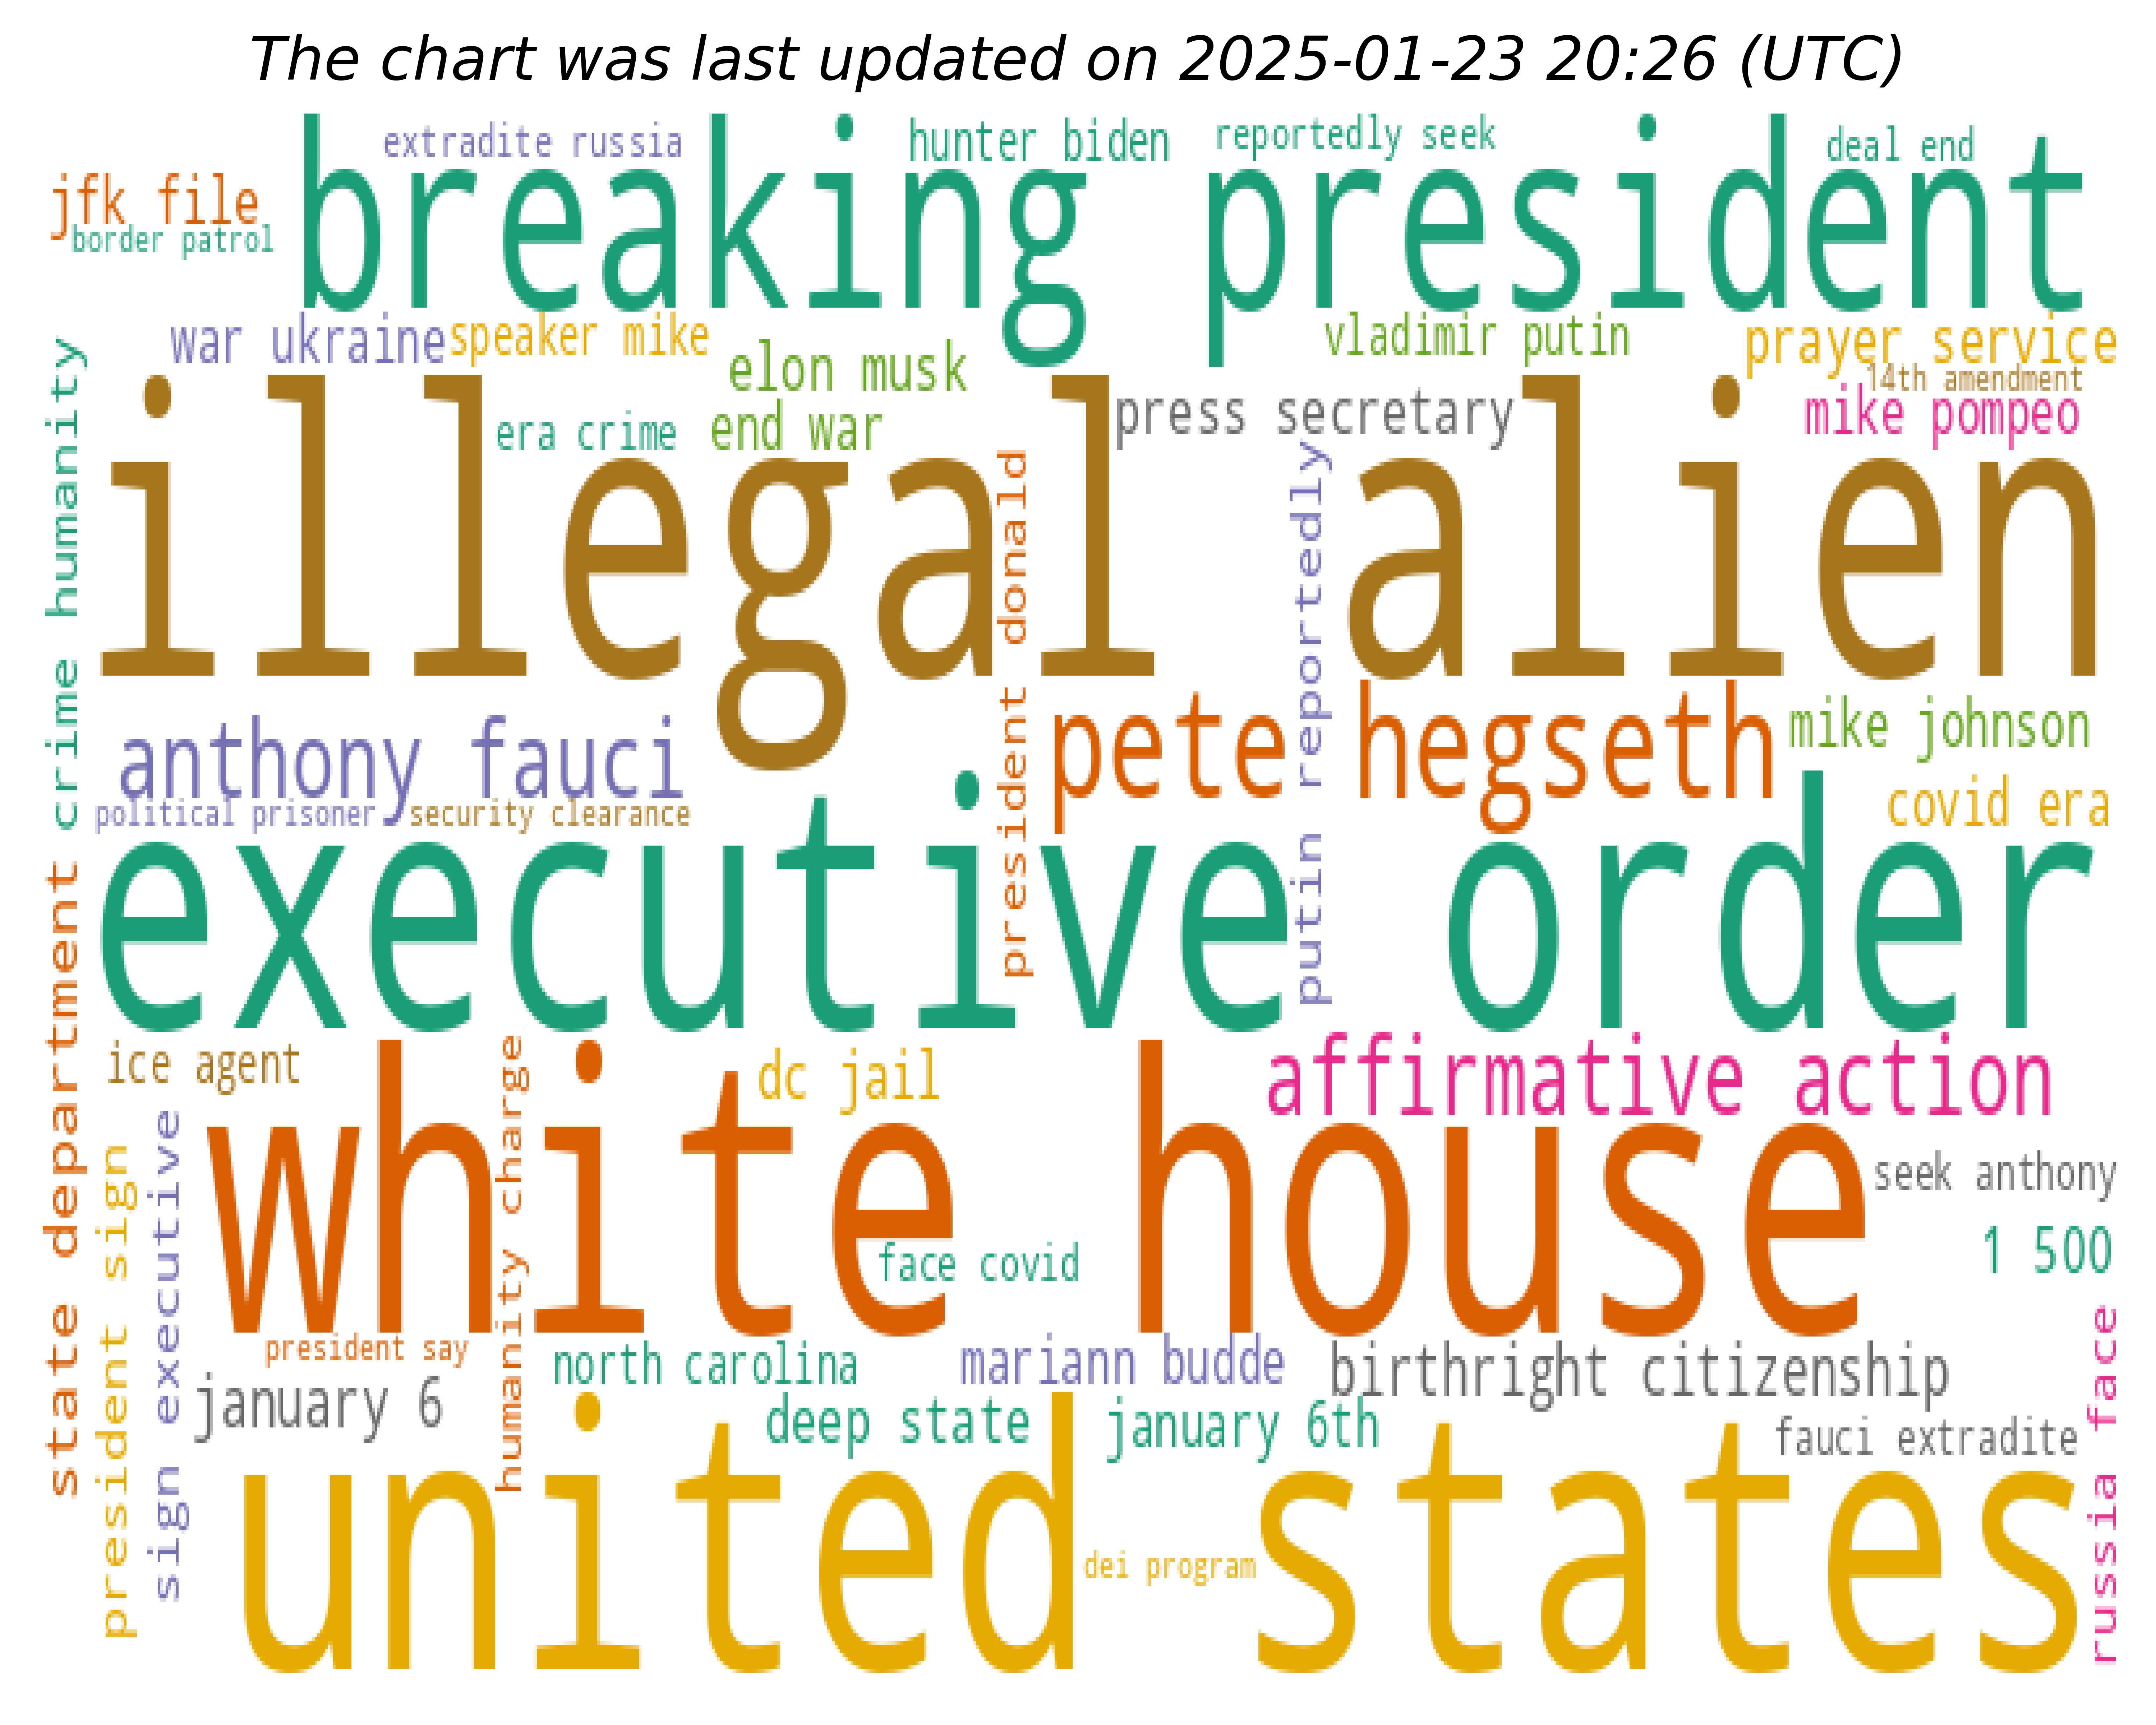 The chart was last updated on 2025-01-23 20:26 (UTC)
extradite russia
hunter biden
reportedly seek
deal end
jfk file
border patrol
breaking president
war ukraine
speaker mike
elon musk
vladimir putin
prayer service
14th amendment
era crime
end war
press secretary
mike pompeo
illegal alien
crime humanity
president donald
putin reportedly
anthony fauci
pete hegseth
mike johnson
political prisoner
security clearance
covid era
executive order
state department
ice agent
dc jail
affirmative action
white house
humanity charge
president sign
sign executive
seek anthony
face covid
1 500
president say
north carolina
mariann budde
birthright citizenship
january 6
deep state
january 6th
fauci extradite
russia face
united states
dei program